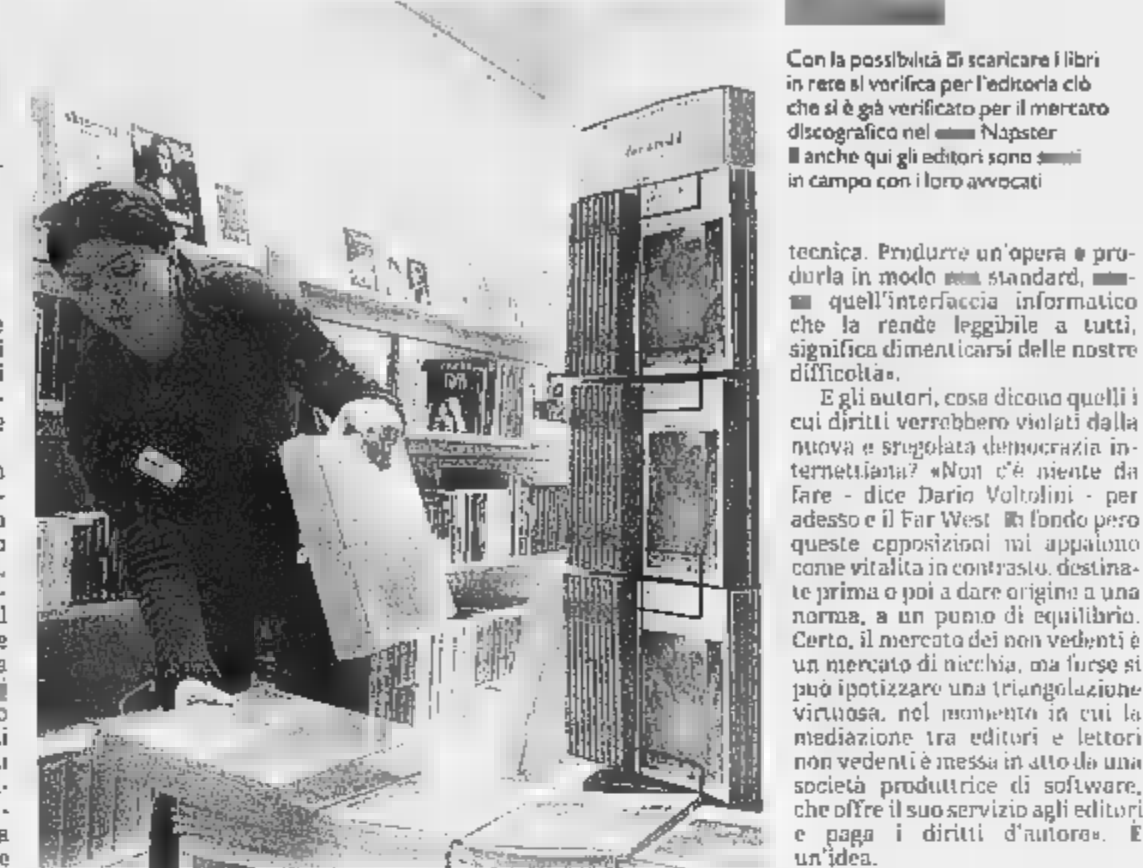 Con la possibilità di scaricare i libri
in rete si verifica per l'editoria ciò
che si è già verificato per il mercato
discografico nel Napster
anche qui gli editori sono
in campo con i loro avvocati
tecnica. Produrre un'opera e pro-
durla in modo standard,
quell'interfaccia informatico
che la rende leggibile a tutti,
significa dimenticarsi delle nostre
difficoltà».
E gli autori, cosa dicono quelli i
cui diritti verrebbero violati dalla
nuova e sregolata democrazia in-
ternettiana? «Non c'è niente da
fare - dice Dario Voltolini - per
adesso è il Far West fondo però
queste opposizioni mi appaiono
come vitalità in contrasto, destina-
te prima o poi a dare origine a una
norma, a un punto di equilibrio.
Certo, il mercato dei non vedenti è
un mercato di nicchia, ma forse si
può ipotizzare una triangolazione
virtuosa, nel momento in cui la
mediazione tra editori e lettori
non vedenti è messa in atto da una
società produttrice di software,
che offre il suo servizio agli editori
e paga i diritti d'autore». È
un'idea.